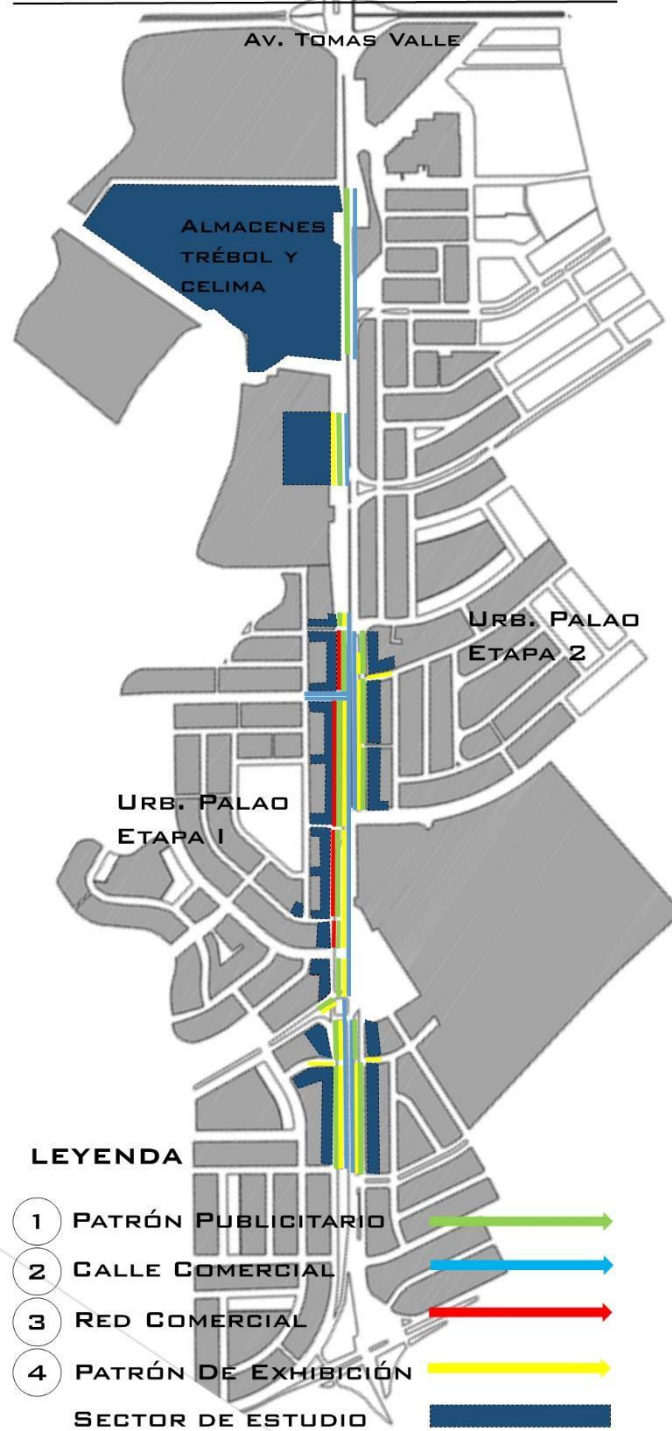 Av. Tomas Valle
Almacenes
Trébol y
Celima
Urb. Palao
Etapa 2
Urb. Palao
Etapa 1
LEYENDA
1 Patrón Publicitario
2 Calle Comercial
3 Red Comercial
4 Patrón De Exhibición
Sector de estudio